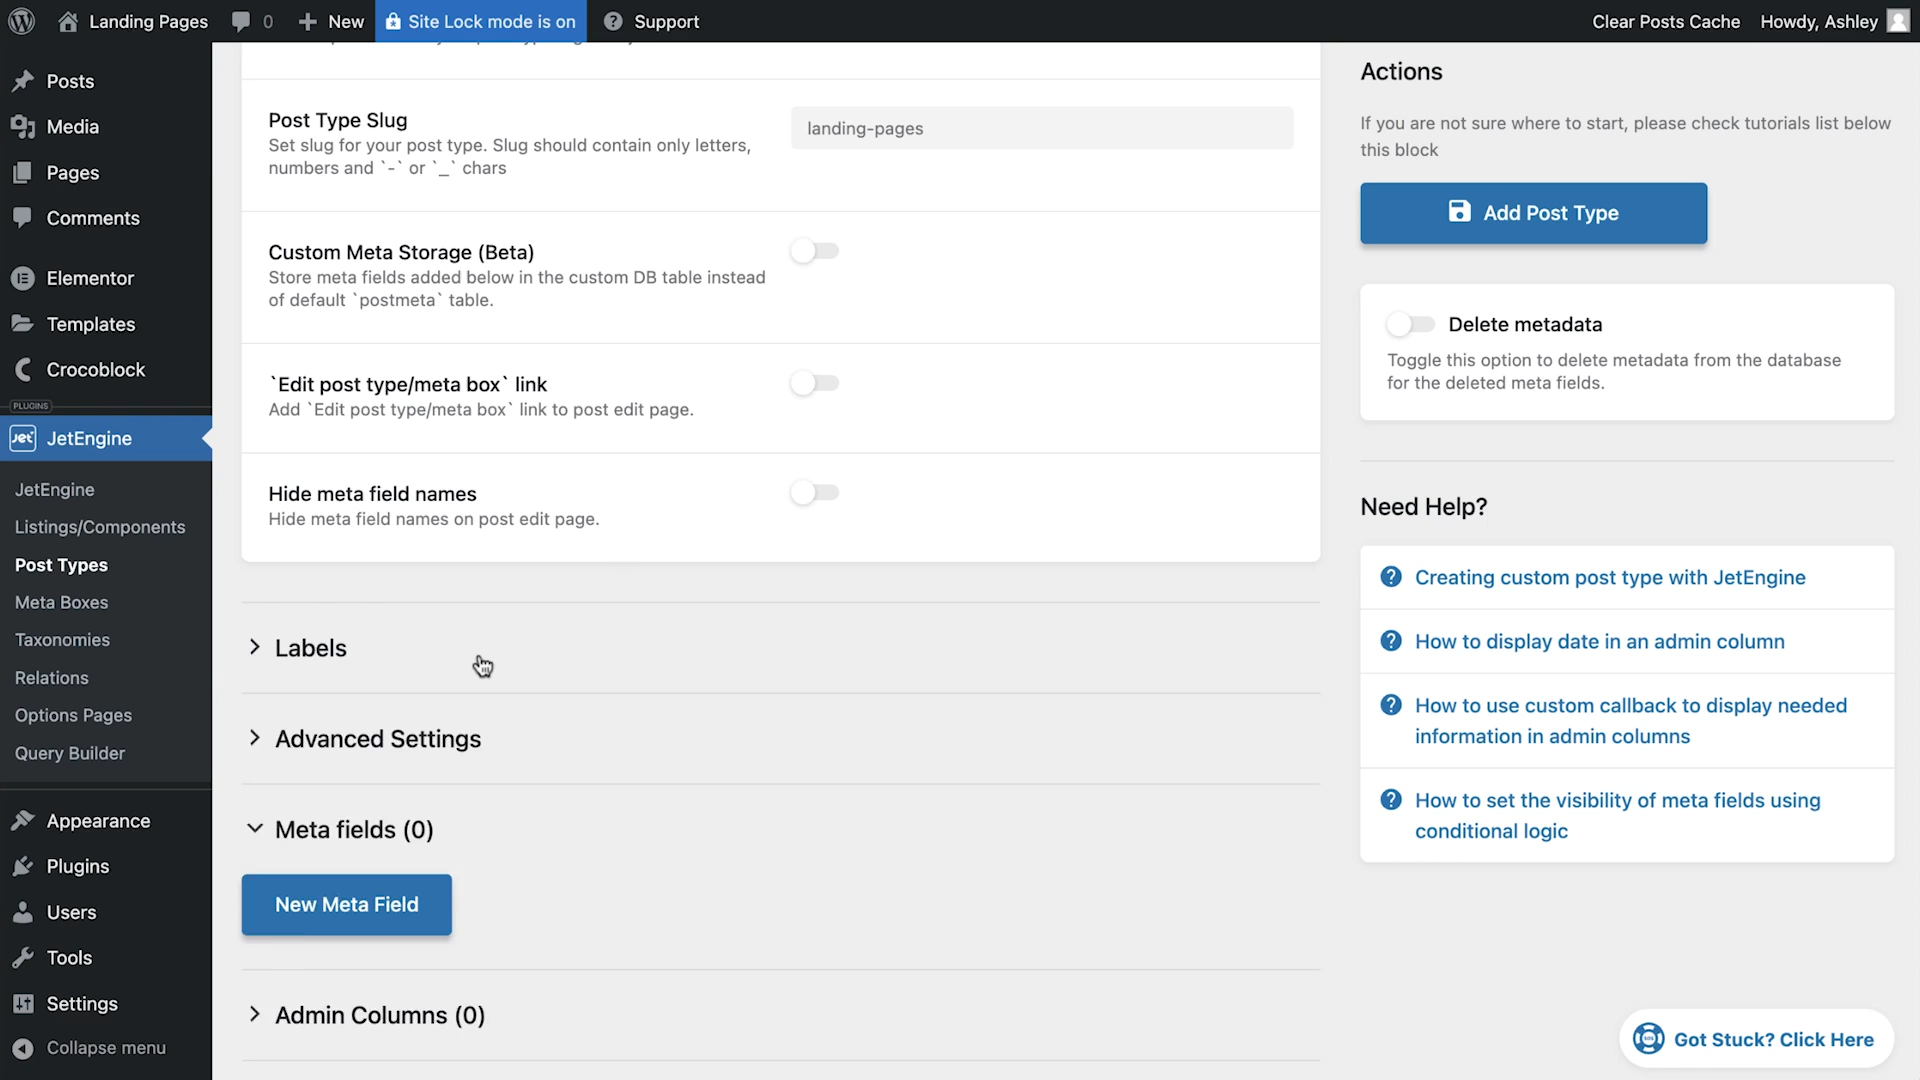 Landing Pages
0
New
Site Lock mode is on
Support
Clear Posts Cache
Howdy, Ashley
Posts
Media
Pages
Comments
Elementor
Templates
Crocoblock
PLUGINS
JetEngine
JetEngine
Listings/Components
Post Types
Meta Boxes
Taxonomies
Relations
Options Pages
Query Builder
Appearance
Plugins
Users
Tools
Settings
Collapse menu
Post Type Slug
Set slug for your post type. Slug should contain only letters,
numbers and `-` or `_` chars
landing-pages
Custom Meta Storage (Beta)
Store meta fields added below in the custom DB table instead
of default `postmeta` table.
`Edit post type/meta box` link
Add `Edit post type/meta box` link to post edit page.
Hide meta field names
Hide meta field names on post edit page.
Labels
Advanced Settings
Meta fields (0)
New Meta Field
Admin Columns (0)
Actions
If you are not sure where to start, please check tutorials list below
this block
Add Post Type
Delete metadata
Toggle this option to delete metadata from the database
for the deleted meta fields.
Need Help?
Creating custom post type with JetEngine
How to display date in an admin column
How to use custom callback to display needed
information in admin columns
How to set the visibility of meta fields using
conditional logic
Got Stuck? Click Here